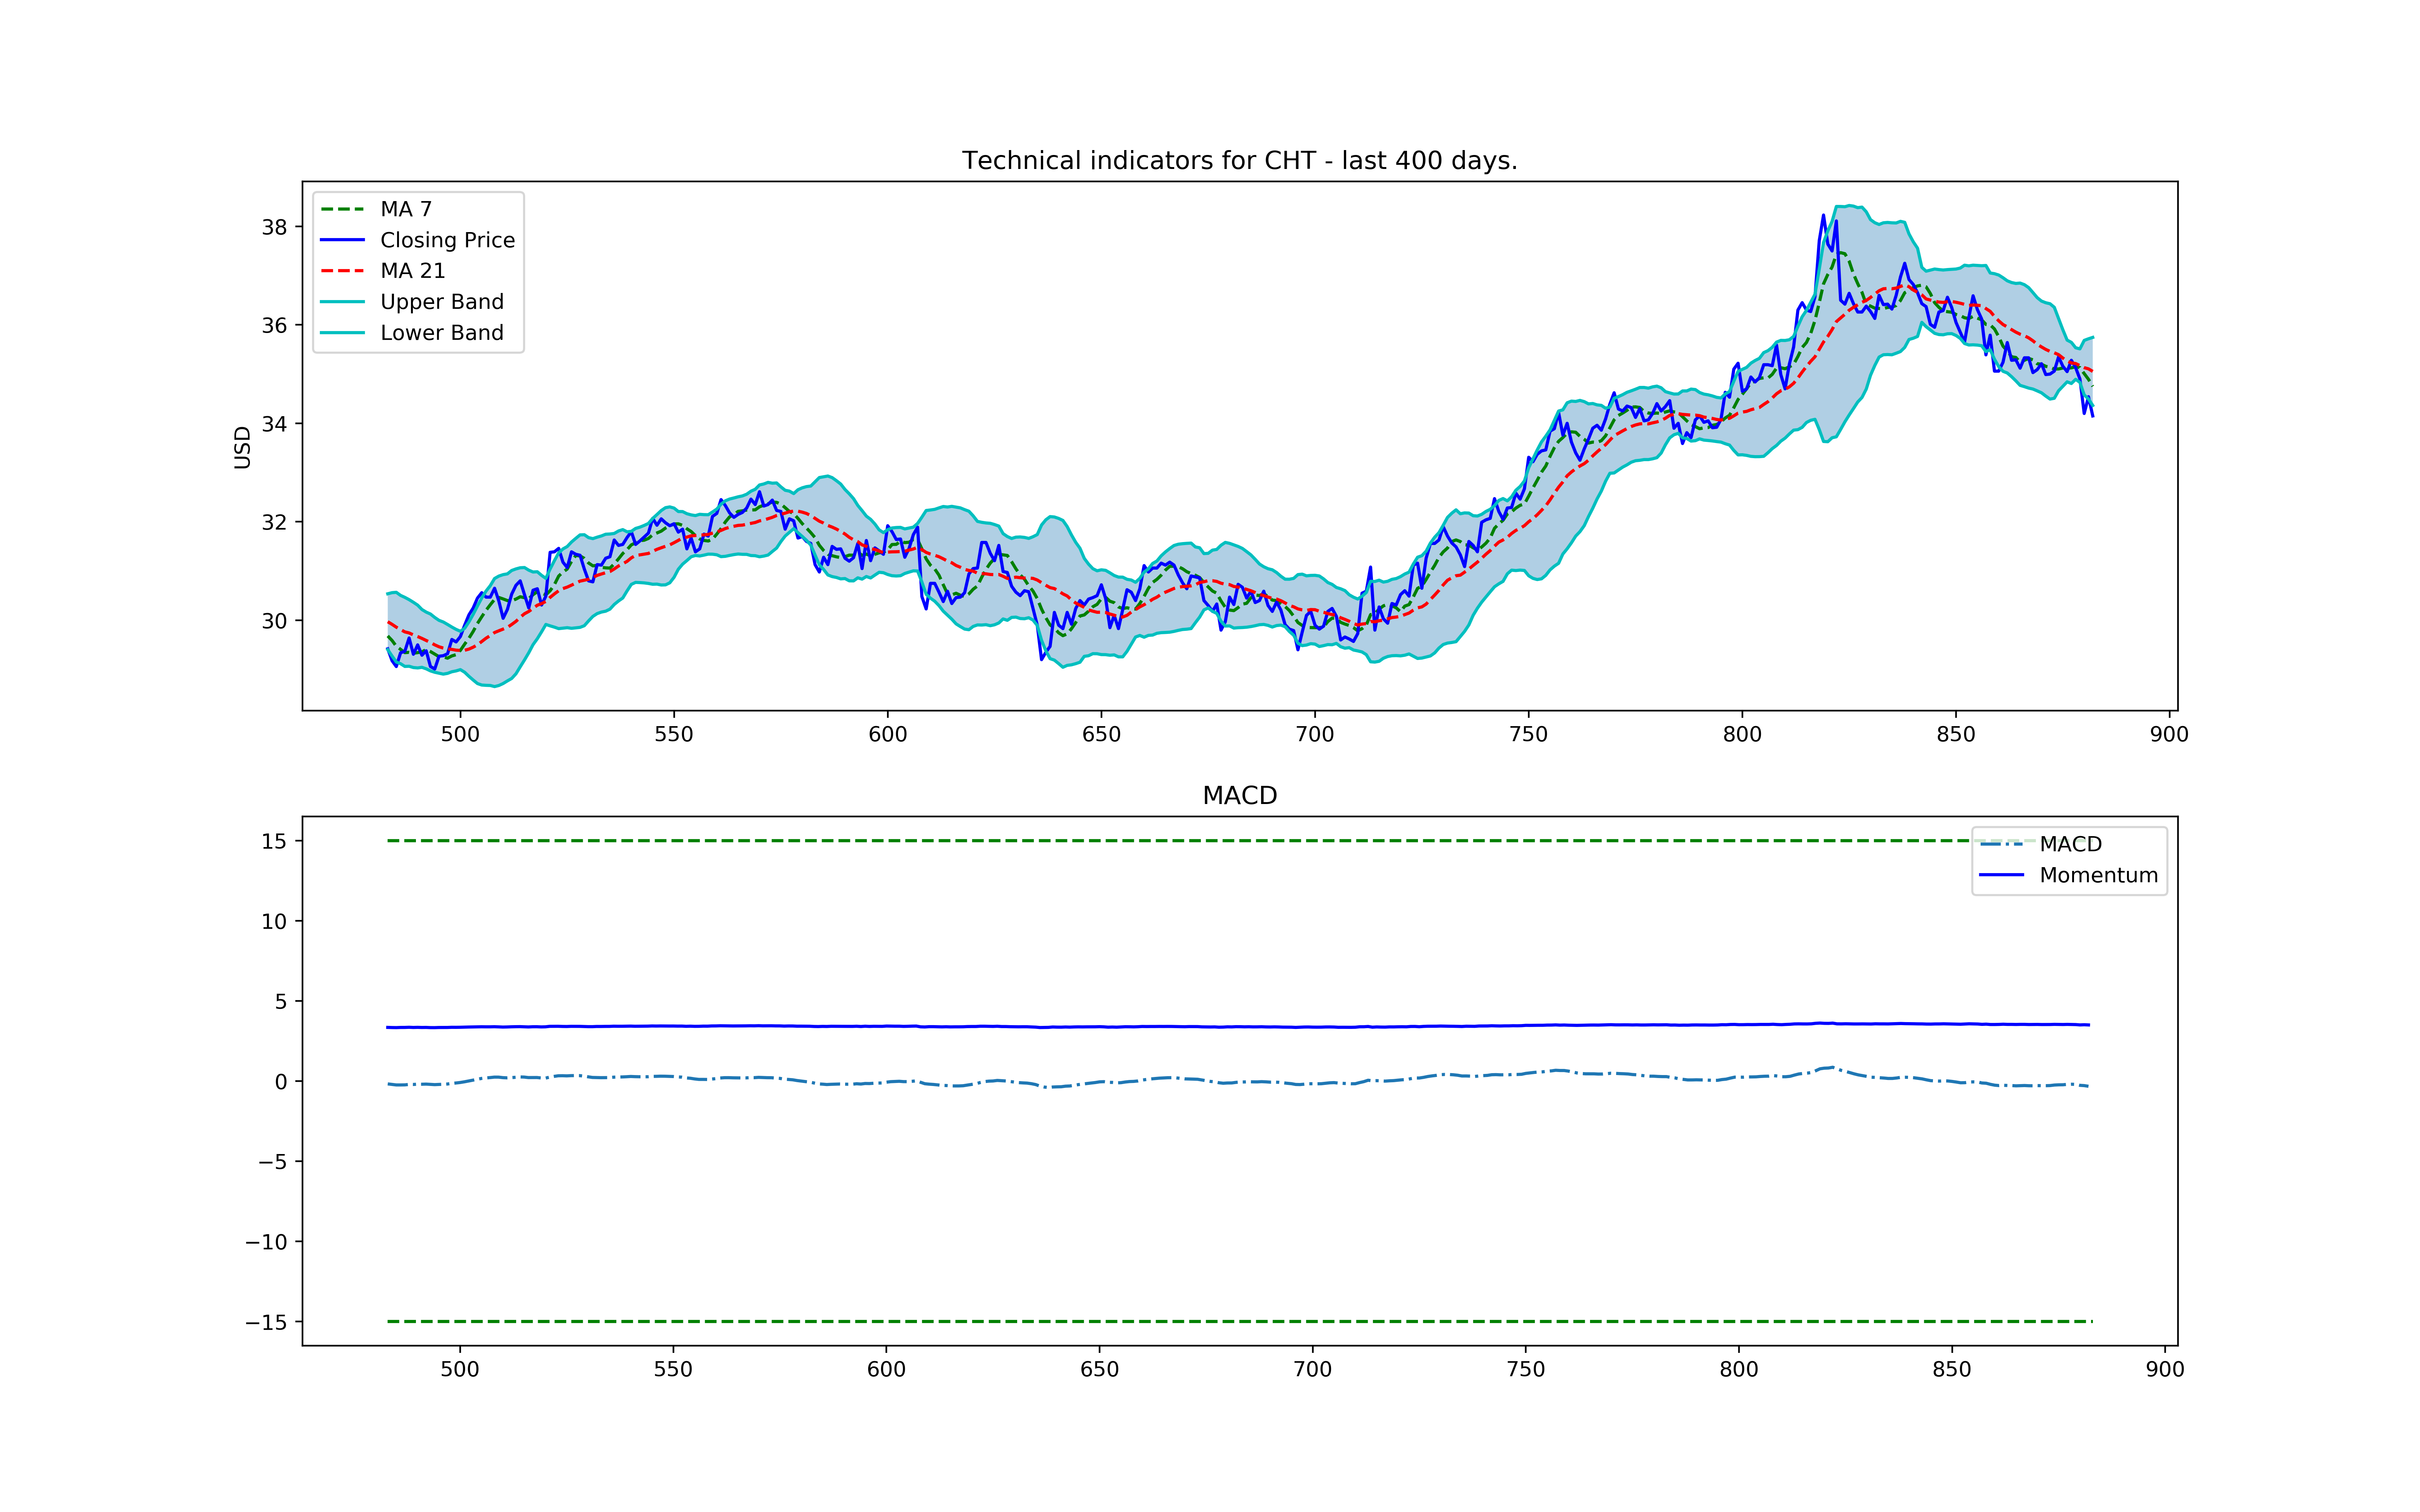 Technical indicators for CHT - last 400 days.
MA 7
Closing Price
MA 21
Upper Band
Lower Band
38
36
34
32
30
USD
500 550 600 650 700 750 800 850 900
MACD
MACD
Momentum
15
10
5
0
−5
−10
−15
500 550 600 650 700 750 800 850 900